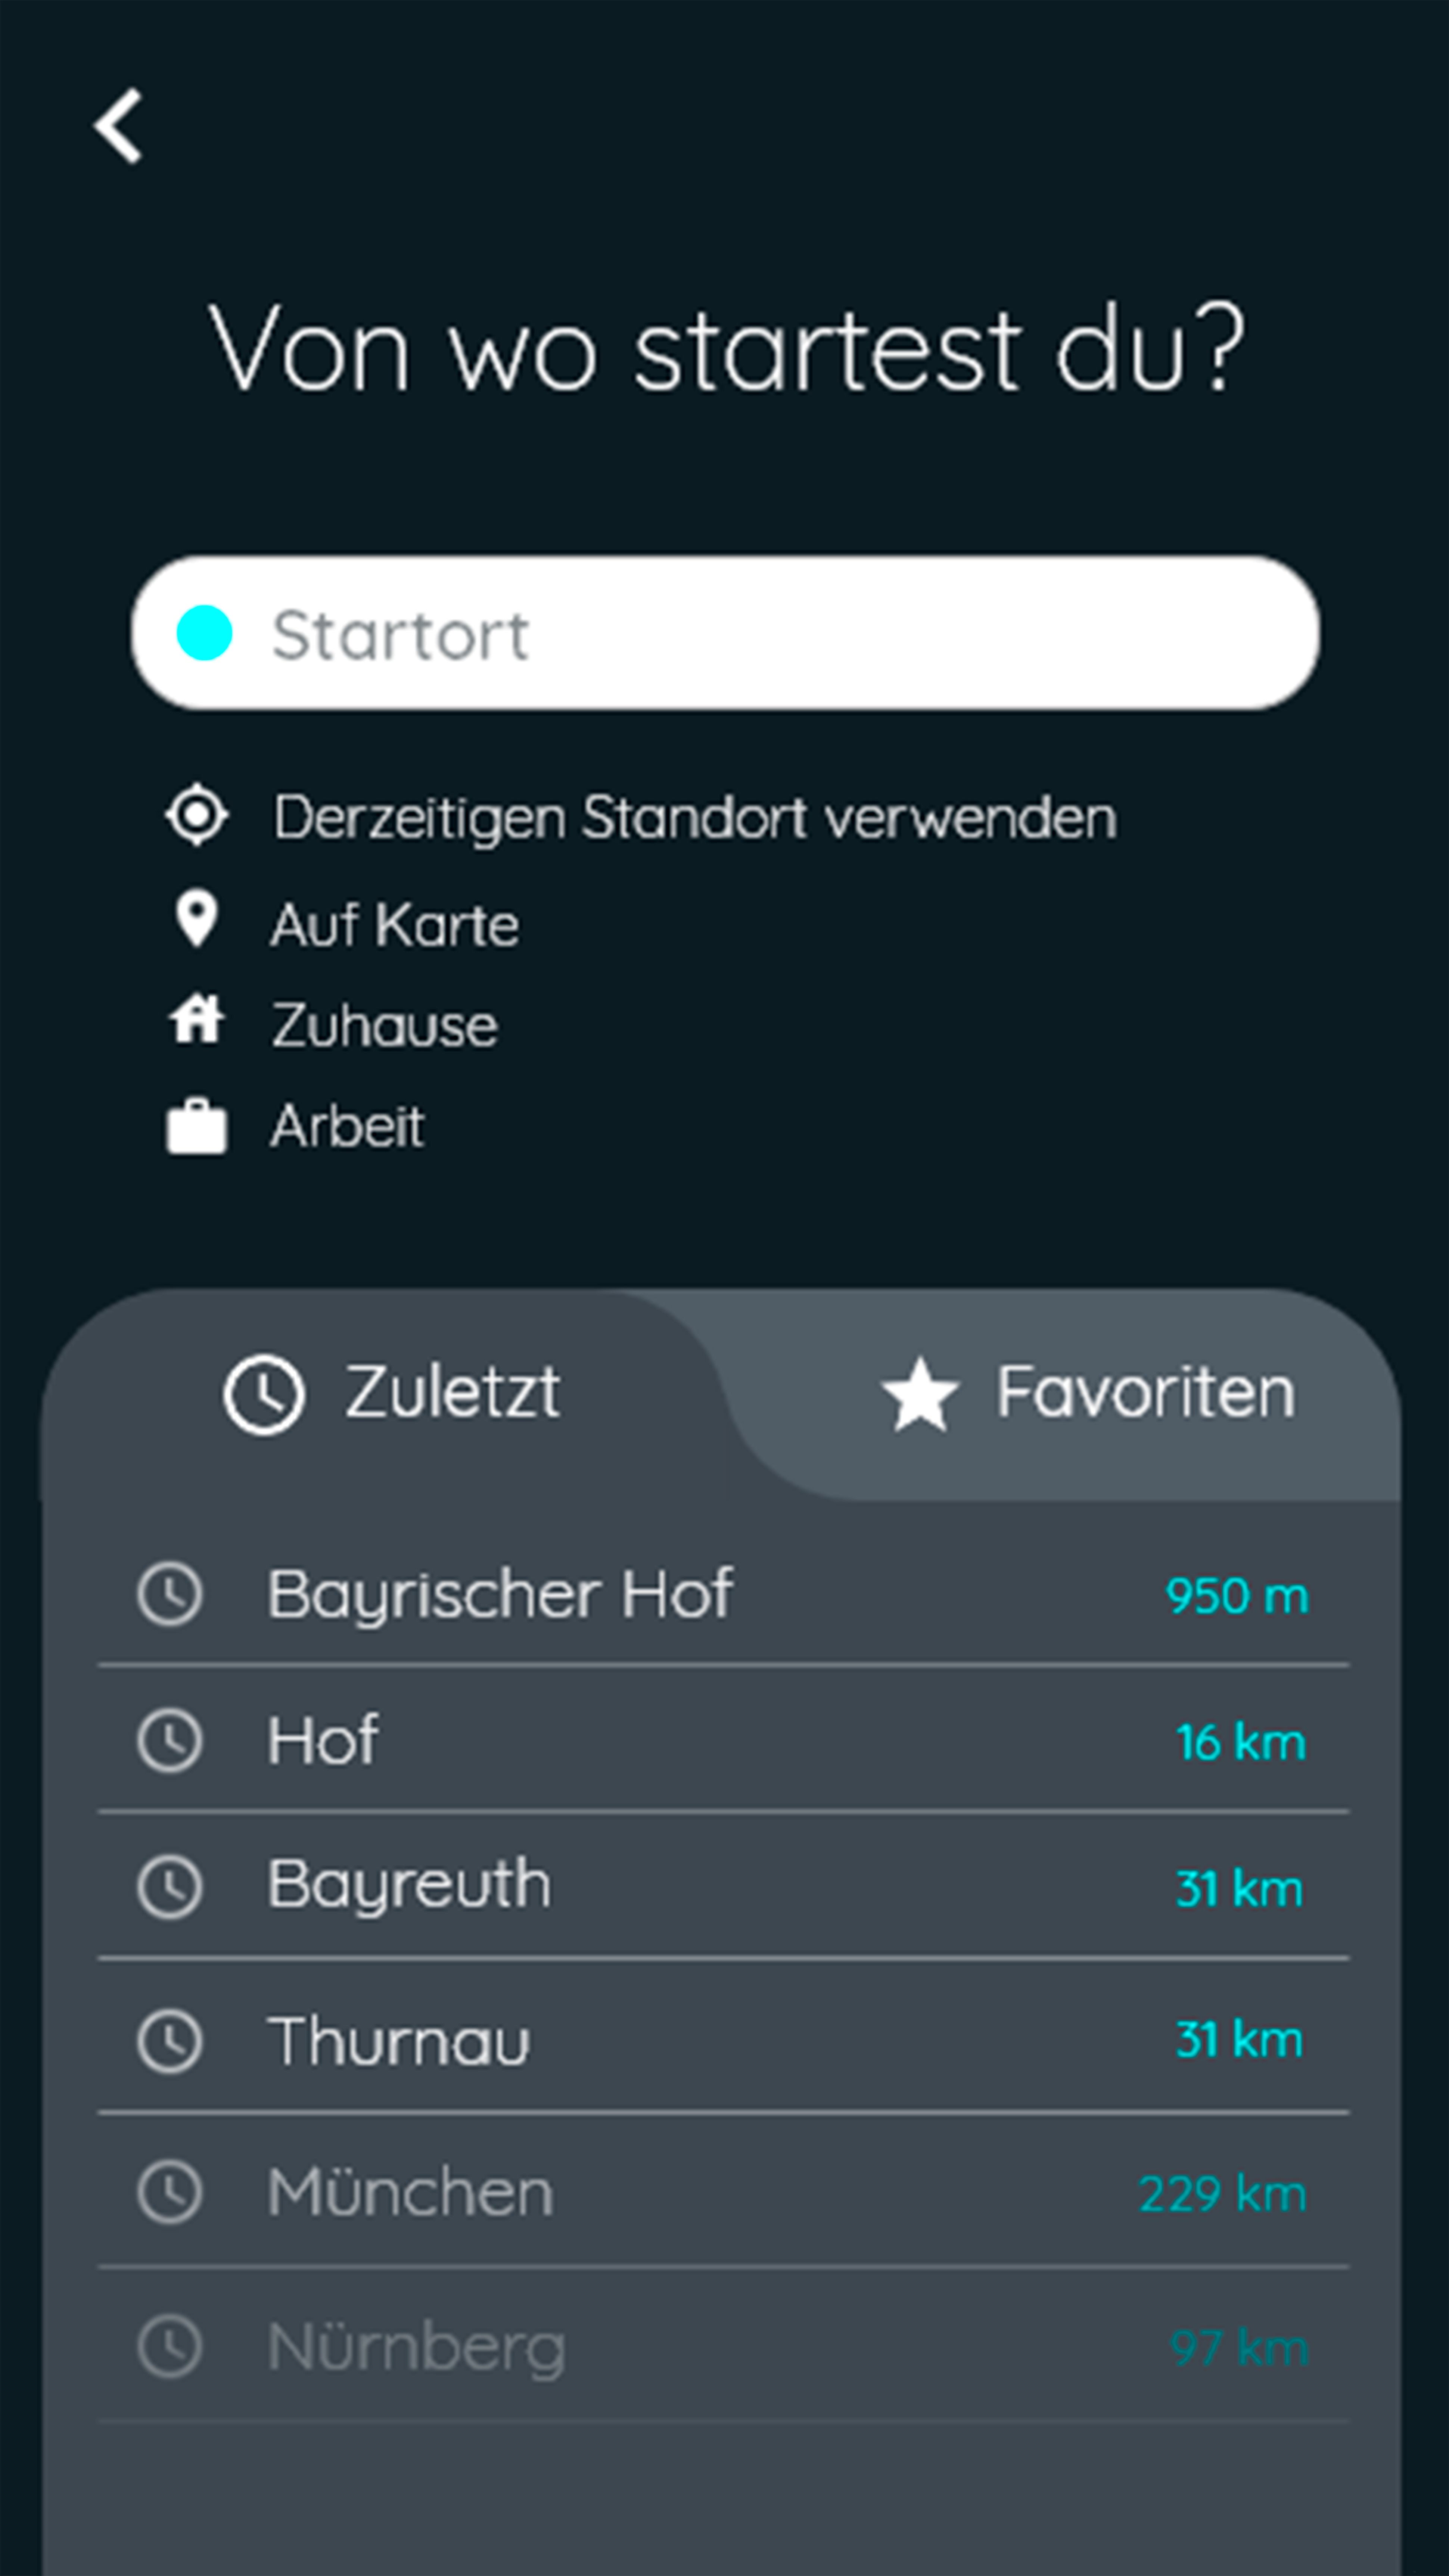 Von wo startest du?
Startort
Derzeitigen Standort verwenden
Auf Karte
Zuhause
Arbeit
Zuletzt Favoriten
Bayrischer Hof 950 m
Hof 16 km
Bayreuth 31 km
Thurnau 31 km
München 229 km
Nürnberg 97 km